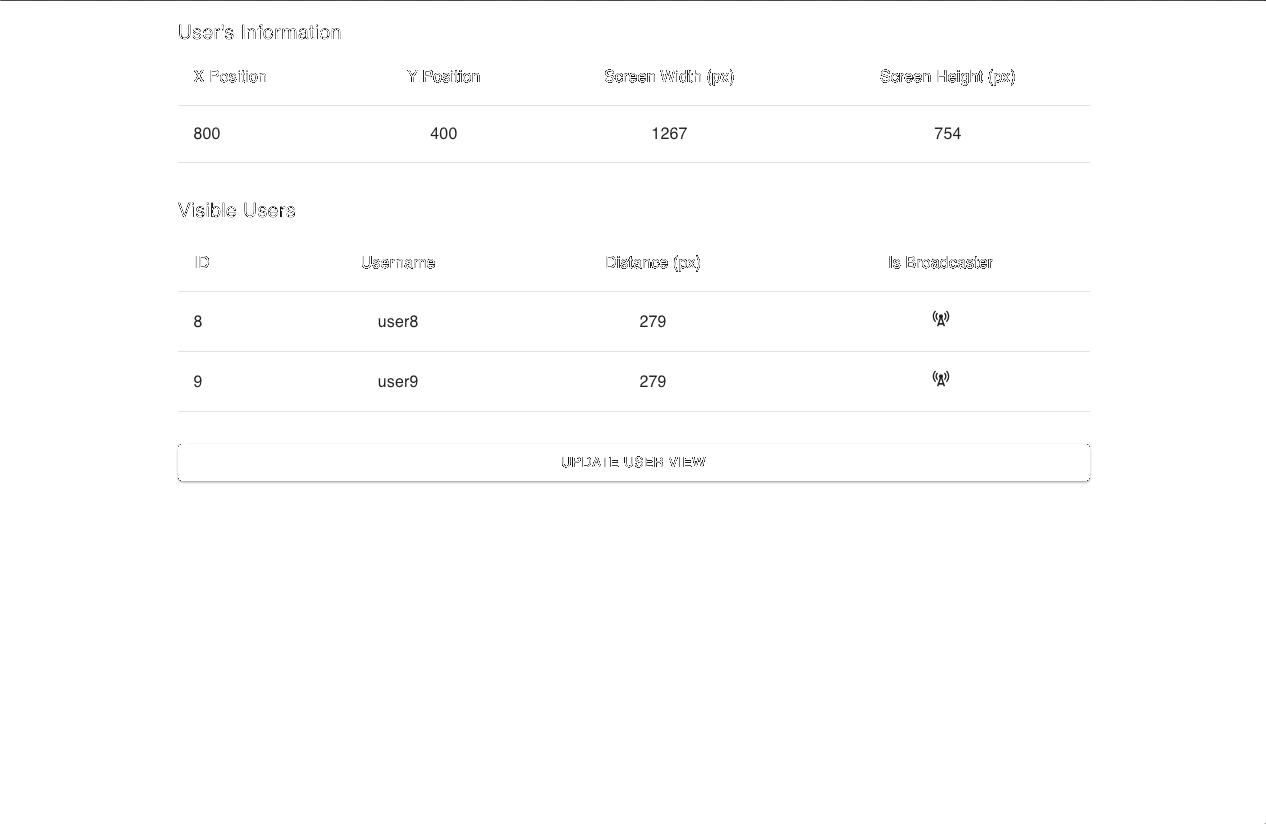 User's Information
X Position Y Position Screen Width (px) Screen Height (px)
800 400 1267 754
Visible Users
ID Username Distance (px) Is Broadcaster
8 user8 279
9 user9 279
UPDATE USER VIEW